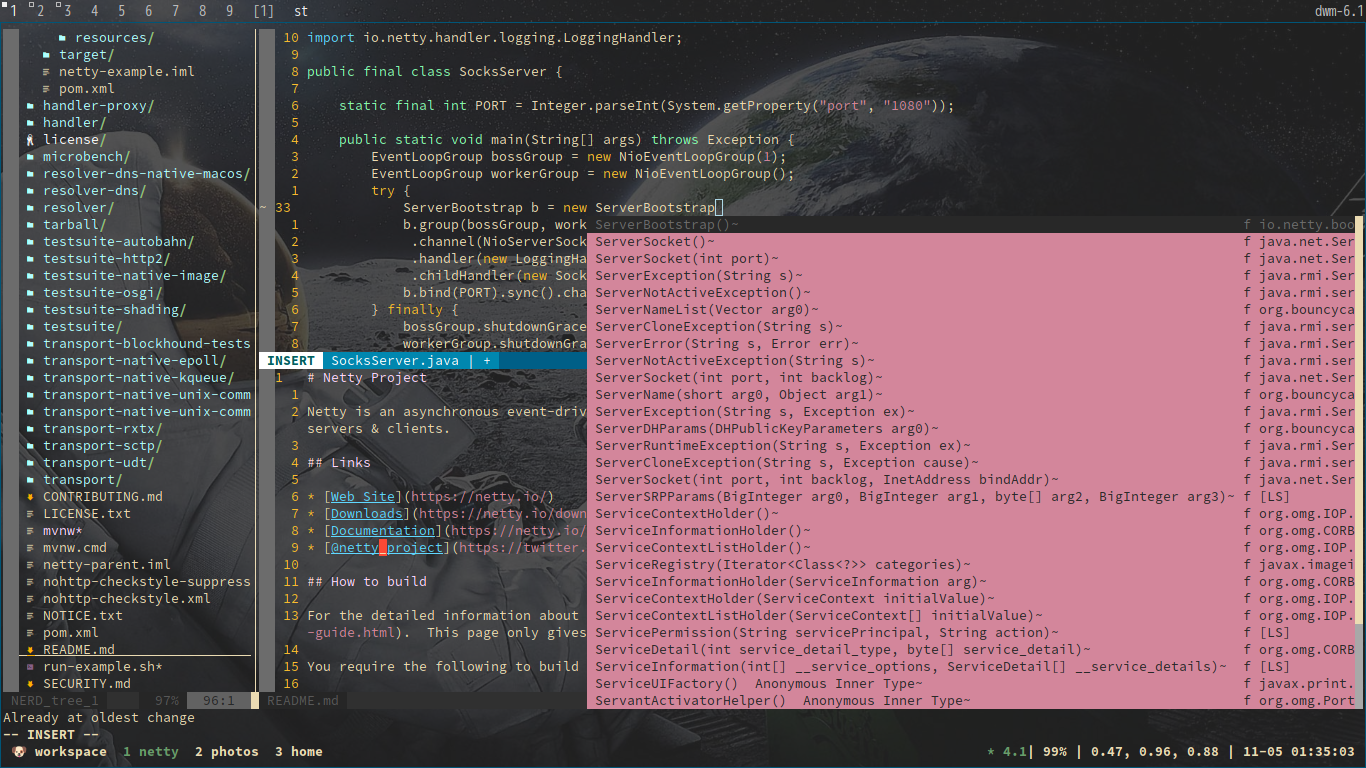 1 2 3 4 5 6 7 8 9 [1] st dwm-6.1
resources/
target/
netty-example.iml
pom.xml
handler-proxy/
handler/
license/
microbench/
resolver-dns-native-macos/
resolver-dns/
resolver/
tarball/
testsuite-autobahn/
testsuite-http2/
testsuite-native-image/
testsuite-osgi/
testsuite-shading/
testsuite/
transport-blockhound-tests
transport-native-epoll/
transport-native-kqueue/
transport-native-unix-comm
transport-native-unix-comm
transport-rxtx/
transport-sctp/
transport-udt/
transport/
CONTRIBUTING.md
LICENSE.txt
mvnw*
mvnw.cmd
netty-parent.iml
nohttp-checkstyle-suppress
nohttp-checkstyle.xml
NOTICE.txt
pom.xml
README.md
run-example.sh*
SECURITY.md
NERD_tree_1 97% 96:1
10 import io.netty.handler.logging.LoggingHandler;
9
8 public final class SocksServer {
7
6 static final int PORT = Integer.parseInt(System.getProperty("port", "1080"));
5
4 public static void main(String[] args) throws Exception {
3 EventLoopGroup bossGroup = new NioEventLoopGroup(1);
2 EventLoopGroup workerGroup = new NioEventLoopGroup();
1 try {
~ 33 ServerBootstrap b = new ServerBootstrap
1 b.group(bossGroup, work
2 .channel(NioServerSock
3 .handler(new LoggingHa
4 .childHandler(new Sock
5 b.bind(PORT).sync().cha
6 } finally {
7 bossGroup.shutdownGrace
8 workerGroup.shutdownGra
INSERT SocksServer.java | +
1 # Netty Project
1
2 Netty is an asynchronous event-driv
servers & clients.
3
4 ## Links
5
6 * [Web Site](https://netty.io/)
7 * [Downloads](https://netty.io/down
8 * [Documentation](https://netty.io/
9 * [@netty_project](https://twitter.
10
11 ## How to build
12
13 For the detailed information about
-guide.html). This page only gives
14
15 You require the following to build
16
README.md
ServerBootstrap()~ f io.netty.boo
ServerSocket()~ f java.net.Ser
ServerSocket(int port)~ f java.net.Ser
ServerException(String s)~ f java.rmi.ser
ServerNotActiveException()~ f java.rmi.ser
ServerNameList(Vector arg0)~ f org.bouncyca
ServerCloneException(String s)~ f java.rmi.ser
ServerError(String s, Error err)~ f java.rmi.Ser
ServerNotActiveException(String s)~ f java.rmi.ser
ServerSocket(int port, int backlog)~ f java.net.Ser
ServerName(short arg0, Object arg1)~ f org.bouncyca
ServerException(String s, Exception ex)~ f java.rmi.Ser
ServerDHParams(DHPublicKeyParameters arg0)~ f org.bouncyca
ServerRuntimeException(String s, Exception ex)~ f java.rmi.Ser
ServerCloneException(String s, Exception cause)~ f java.rmi.ser
ServerSocket(int port, int backlog, InetAddress bindAddr)~ f java.net.Ser
ServerSRPParams(BigInteger arg0, BigInteger arg1, byte[] arg2, BigInteger arg3)~ f [LS]
ServiceContextHolder()~ f org.omg.IOP.
ServiceInformationHolder()~ f org.omg.CORB
ServiceContextListHolder()~ f org.omg.IOP.
ServiceRegistry(Iterator<Class<?>> categories)~ f javax.imagei
ServiceInformationHolder(ServiceInformation arg)~ f org.omg.CORB
ServiceContextHolder(ServiceContext initialValue)~ f org.omg.IOP.
ServiceContextListHolder(ServiceContext[] initialValue)~ f org.omg.IOP.
ServicePermission(String servicePrincipal, String action)~ f [LS]
ServiceDetail(int service_detail_type, byte[] service_detail)~ f org.omg.CORB
ServiceInformation(int[] __service_options, ServiceDetail[] __service_details)~ f [LS]
ServiceUIFactory() Anonymous Inner Type~ f javax.print.
ServantActivatorHelper() Anonymous Inner Type~ f org.omg.Port
Already at oldest change
-- INSERT --
workspace 1 netty 2 photos 3 home * 4.1| 99% | 0.47, 0.96, 0.88 | 11-05 01:35:03